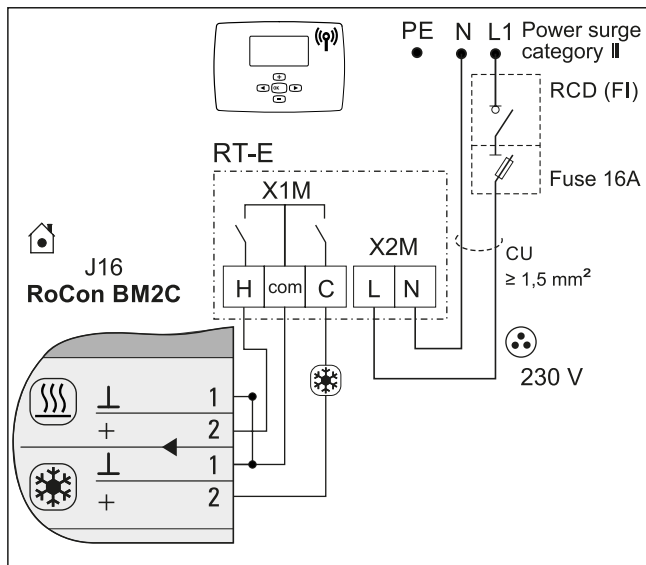 PE N L1 Power surge
category II
RCD (FI)
OK
RT-E
Fuse 16A
X1M
X2M
J16
RoCon BM2C
CU
≥ 1,5 mm²
H com C L N
230 V
1
+ 2
1
+ 2